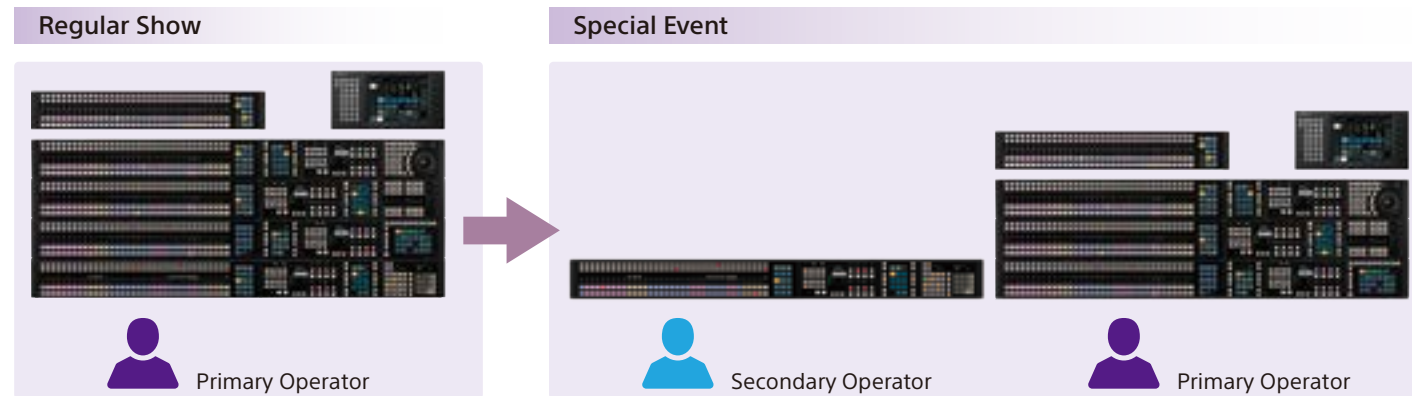 Regular Show
Special Event
Primary Operator
Secondary Operator
Primary Operator